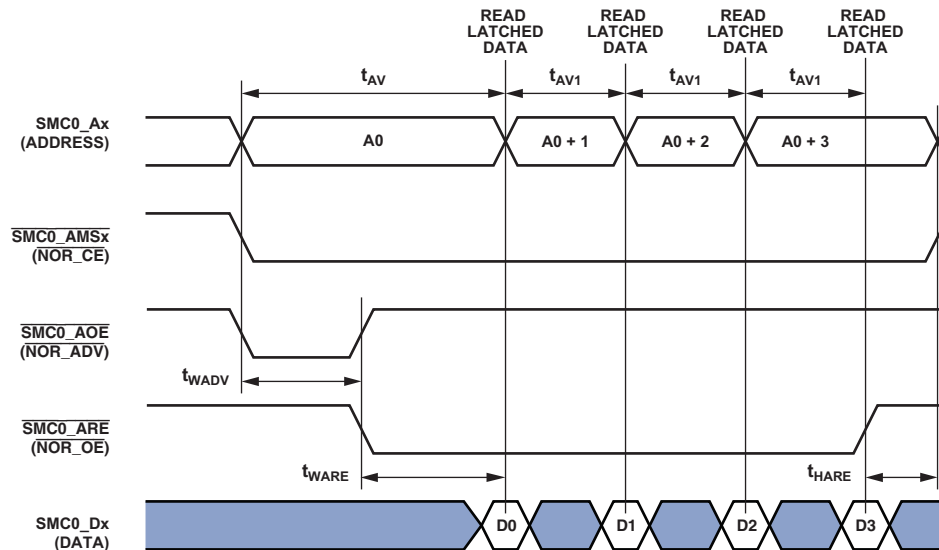 READ LATCHED DATA
READ LATCHED DATA
READ LATCHED DATA
READ LATCHED DATA
tAV
tAV1
tAV1
tAV1
SMC0_Ax
(ADDRESS)
A0
A0 + 1
A0 + 2
A0 + 3
SMC0_AMSx
(NOR_CE)
SMC0_AOE
(NOR_ADV)
tWADV
SMC0_ARE
(NOR_OE)
tWARE
tHARE
SMC0_Dx
(DATA)
D0
D1
D2
D3